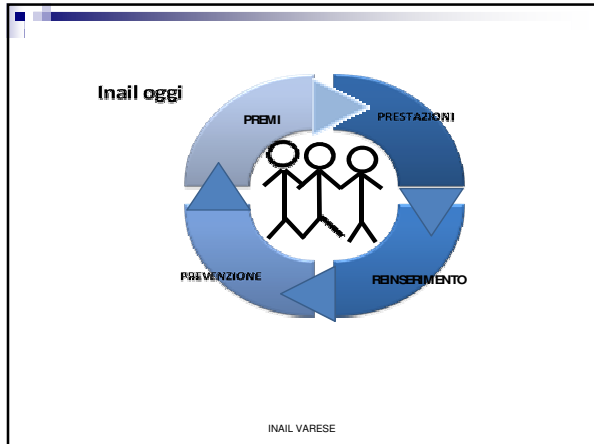 Inail oggi
PREMI
PRESTAZIONI
PREVENZIONE
REINSERIMENTO
INAIL VARESE